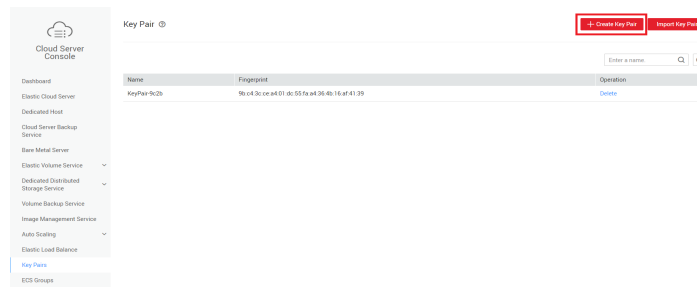 Key Pair
+ Create Key Pair
Import Key Pair
Cloud Server
Console
Enter a name.
Dashboard
Elastic Cloud Server
Dedicated Host
Cloud Server Backup
Service
Bare Metal Server
Elastic Volume Service
Dedicated Distributed
Storage Service
Volume Backup Service
Image Management Service
Auto Scaling
Elastic Load Balance
Key Pairs
ECS Groups
Name Fingerprint Operation
KeyPair-9c2b 9b:c4:3c:ce:a4:01:dc:55:fa:a4:36:4b:16:af:41:39 Delete